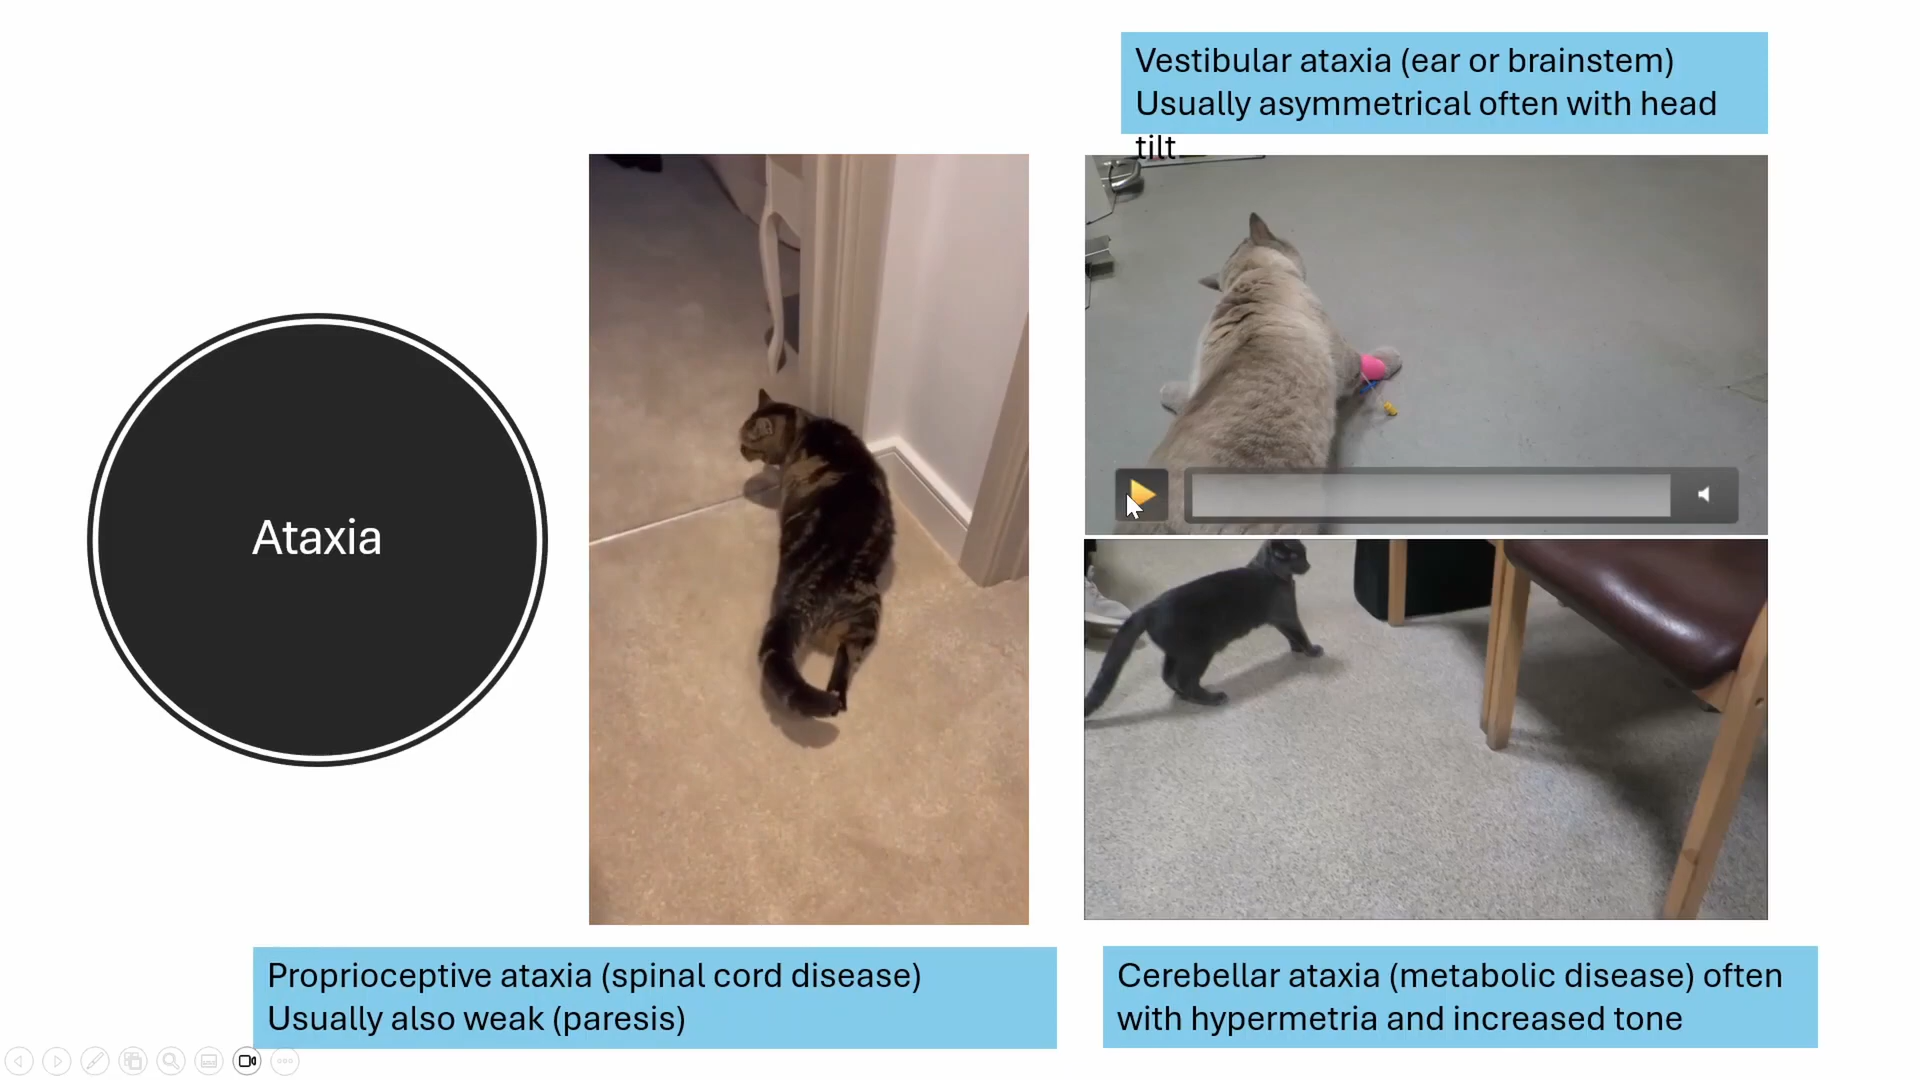 Vestibular ataxia (ear or brainstem)
Usually asymmetrical often with head
tilt
Ataxia
Proprioceptive ataxia (spinal cord disease)
Usually also weak (paresis)
Cerebellar ataxia (metabolic disease) often
with hypermetria and increased tone